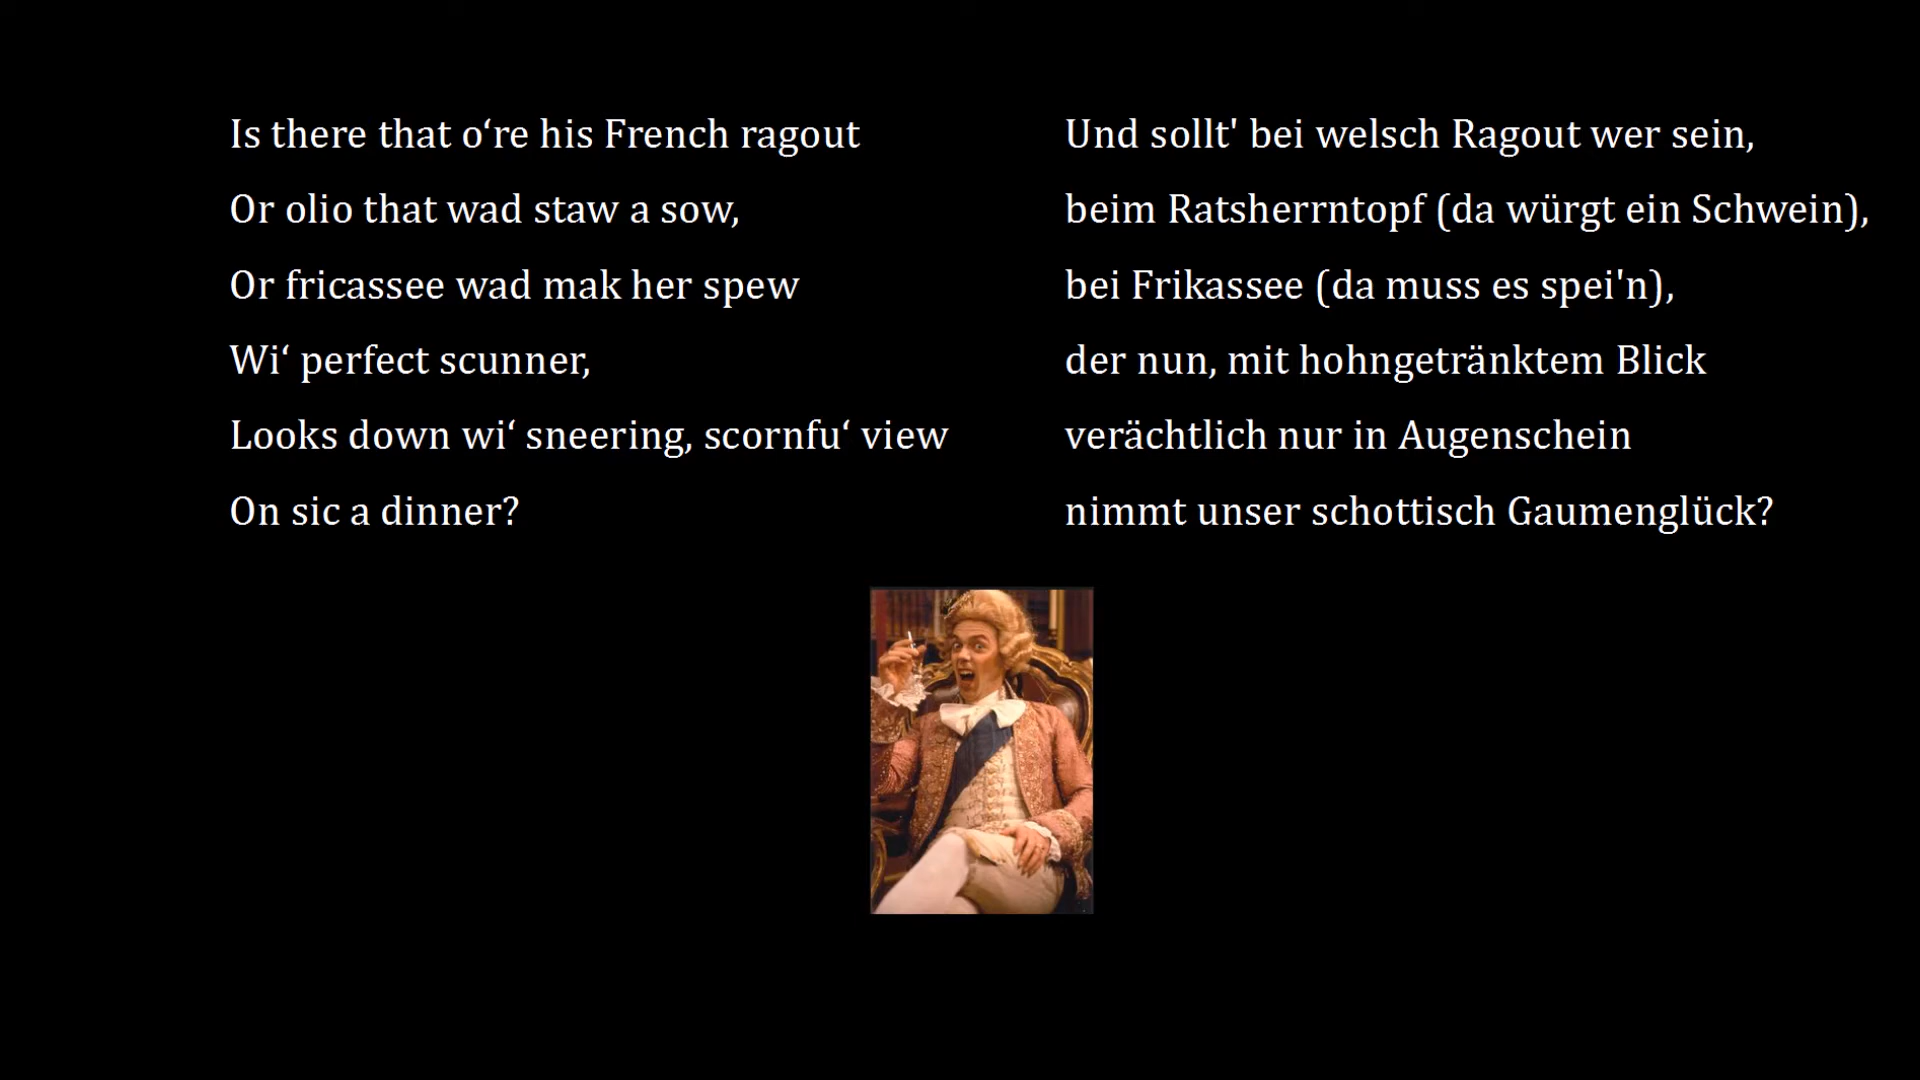 Is there that o‘re his French ragout
Or olio that wad staw a sow,
Or fricassee wad mak her spew
Wi‘ perfect scunner,
Looks down wi‘ sneering, scornfu‘ view
On sic a dinner?
Und sollt' bei welsch Ragout wer sein,
beim Ratsherrntopf (da würgt ein Schwein),
bei Frikassee (da muss es spei'n),
der nun, mit hohngetränktem Blick
verächtlich nur in Augenschein
nimmt unser schottisch Gaumenglück?